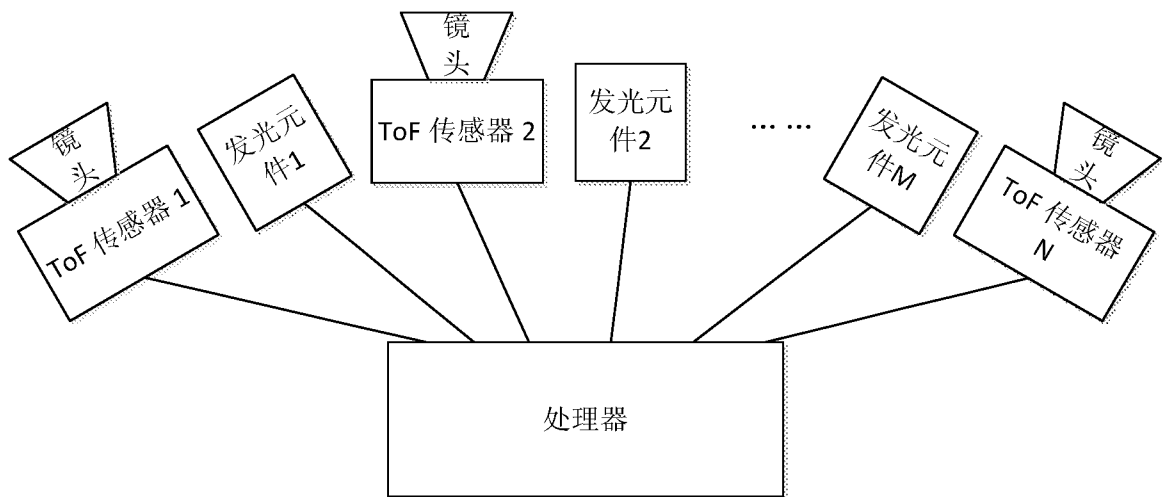 镜
头
ToF 传感器 1
发光元
件1
镜
头
ToF 传感器 2
发光元
件2
... ...
发光元
件M
镜
头
ToF 传感器
N
处理器